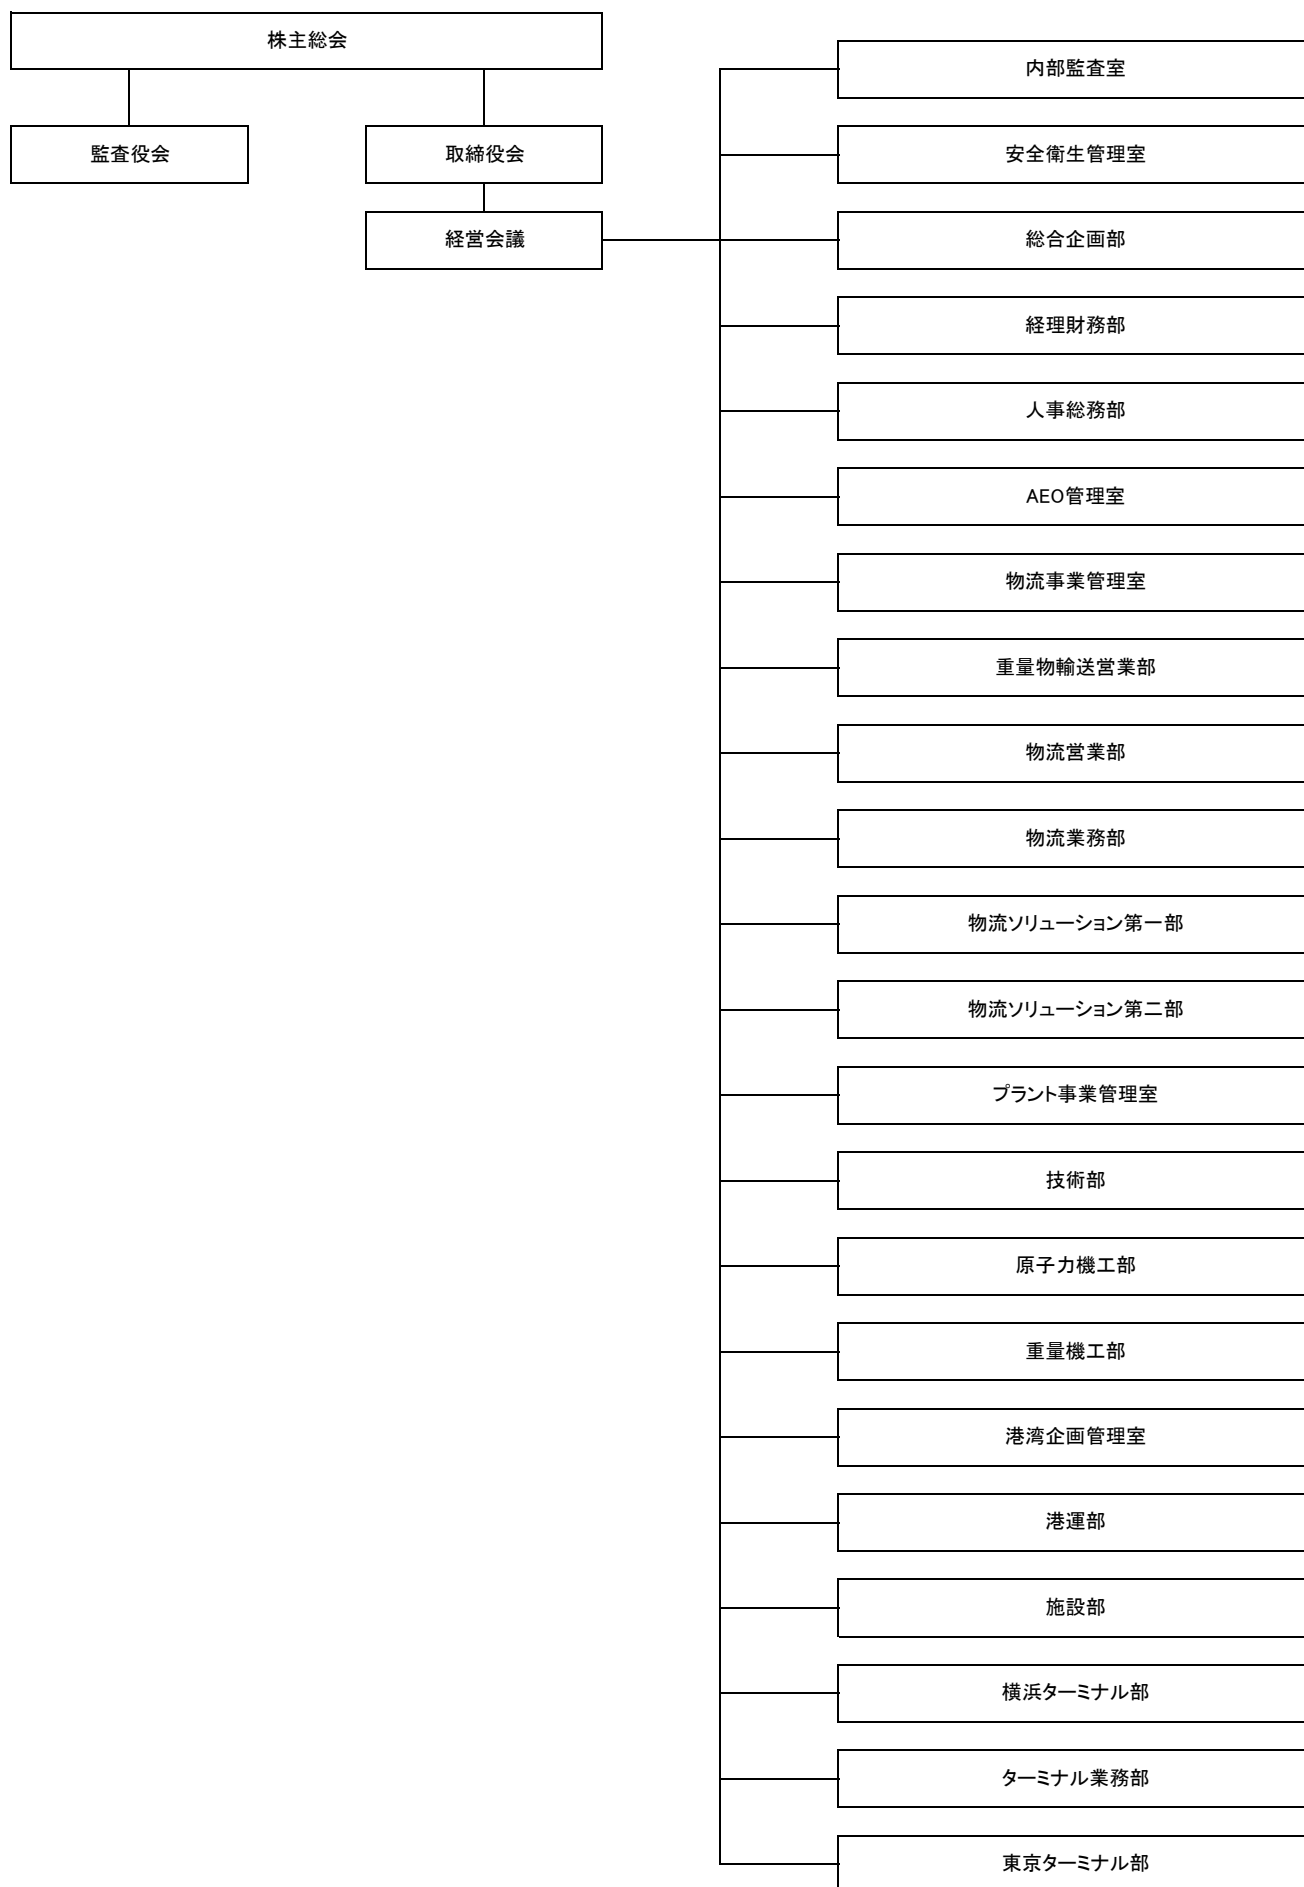 株主総会
監査役会
取締役会
経営会議
内部監査室
安全衛生管理室
総合企画部
経理財務部
人事総務部
AEO管理室
物流事業管理室
重量物輸送営業部
物流営業部
物流業務部
物流ソリューション第一部
物流ソリューション第二部
プラント事業管理室
技術部
原子力機工部
重量機工部
港湾企画管理室
港運部
施設部
横浜ターミナル部
ターミナル業務部
東京ターミナル部